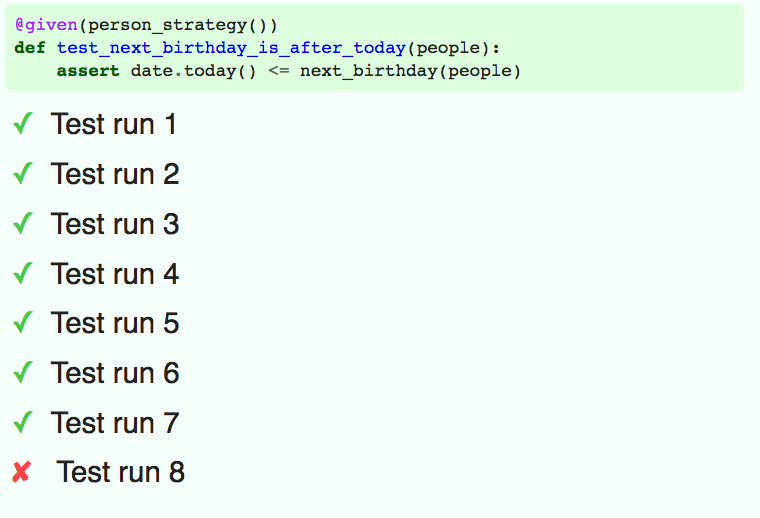 @given(person_strategy())
def test_next_birthday_is_after_today(people):
    assert date.today() <= next_birthday(people)
✓ Test run 1
✓ Test run 2
✓ Test run 3
✓ Test run 4
✓ Test run 5
✓ Test run 6
✓ Test run 7
✘ Test run 8